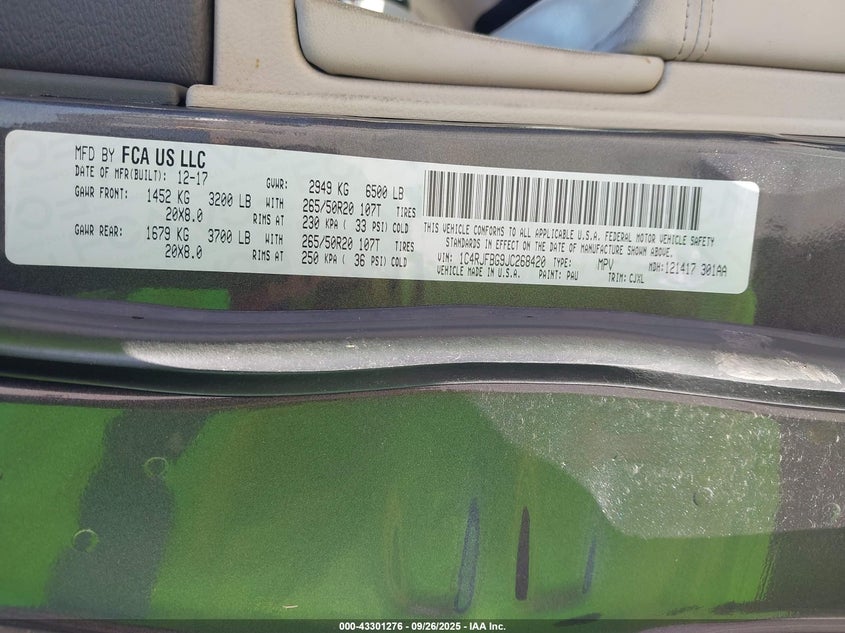 MFD BY FCA US LLC
DATE OF MFR(BUILT): 12-17 GVWR: 2949 KG 6500 LB
GAWR FRONT: 1452 KG 3200 LB WITH 265/50R20 107T TIRES
20X8.0 RIMS AT 230 KPA ( 33 PSI) COLD
GAWR REAR: 1679 KG 3700 LB WITH 265/50R20 107T TIRES
20X8.0 RIMS AT 250 KPA ( 36 PSI) COLD
THIS VEHICLE CONFORMS TO ALL APPLICABLE U.S.A. FEDERAL MOTOR VEHICLE SAFETY
STANDARDS IN EFFECT ON THE DATE OF MANUFACTURE SHOWN ABOVE.
VIN: 1C4RJFBG9JC268420 TYPE: MPV MDH: 121417 301AA
VEHICLE MADE IN U.S.A. PAINT: PAU TRIM: CJXL
000-43301276 - 09/26/2025 - IAA Inc.